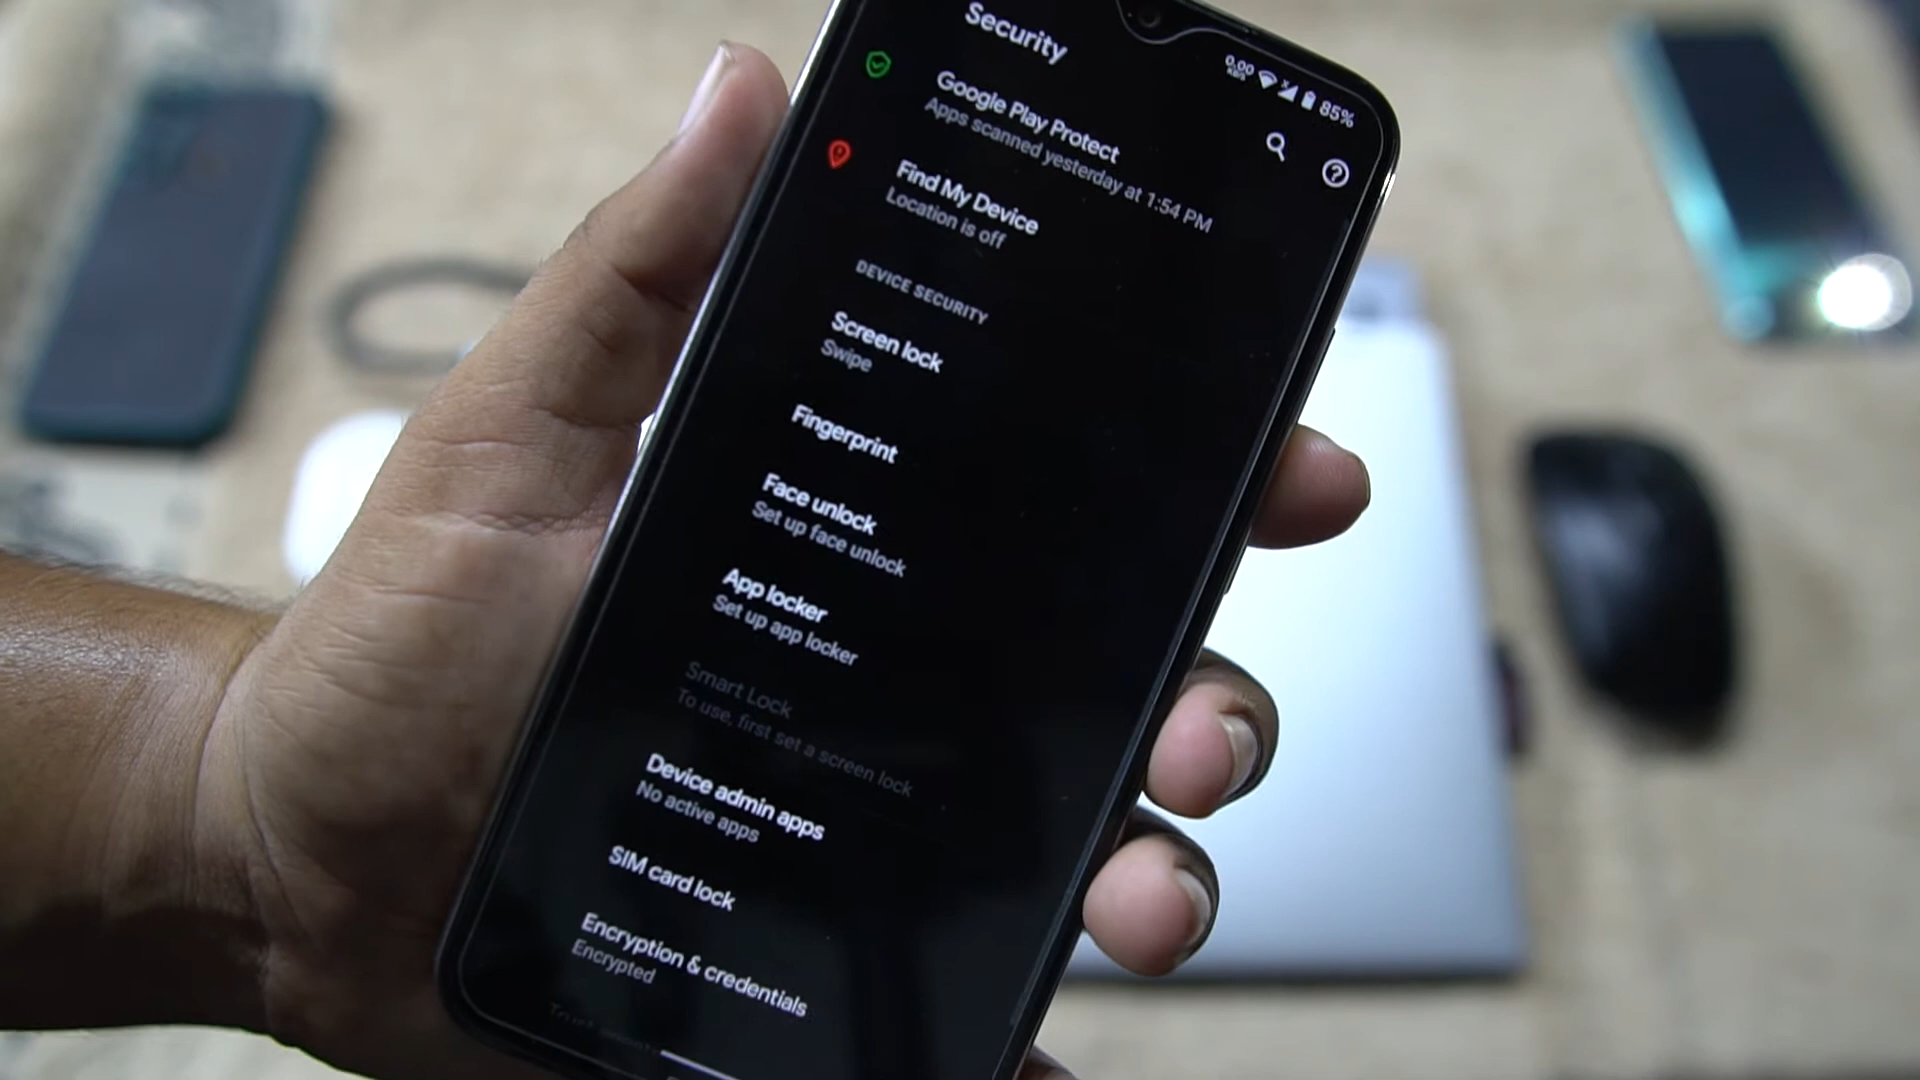 Security
0.00
KB/S
85%
Google Play Protect
Apps scanned yesterday at 1:54 PM
Find My Device
Location is off
DEVICE SECURITY
Screen lock
Swipe
Fingerprint
Face unlock
Set up face unlock
App locker
Set up app locker
Smart Lock
To use, first set a screen lock
Device admin apps
No active apps
SIM card lock
Encryption & credentials
Encrypted